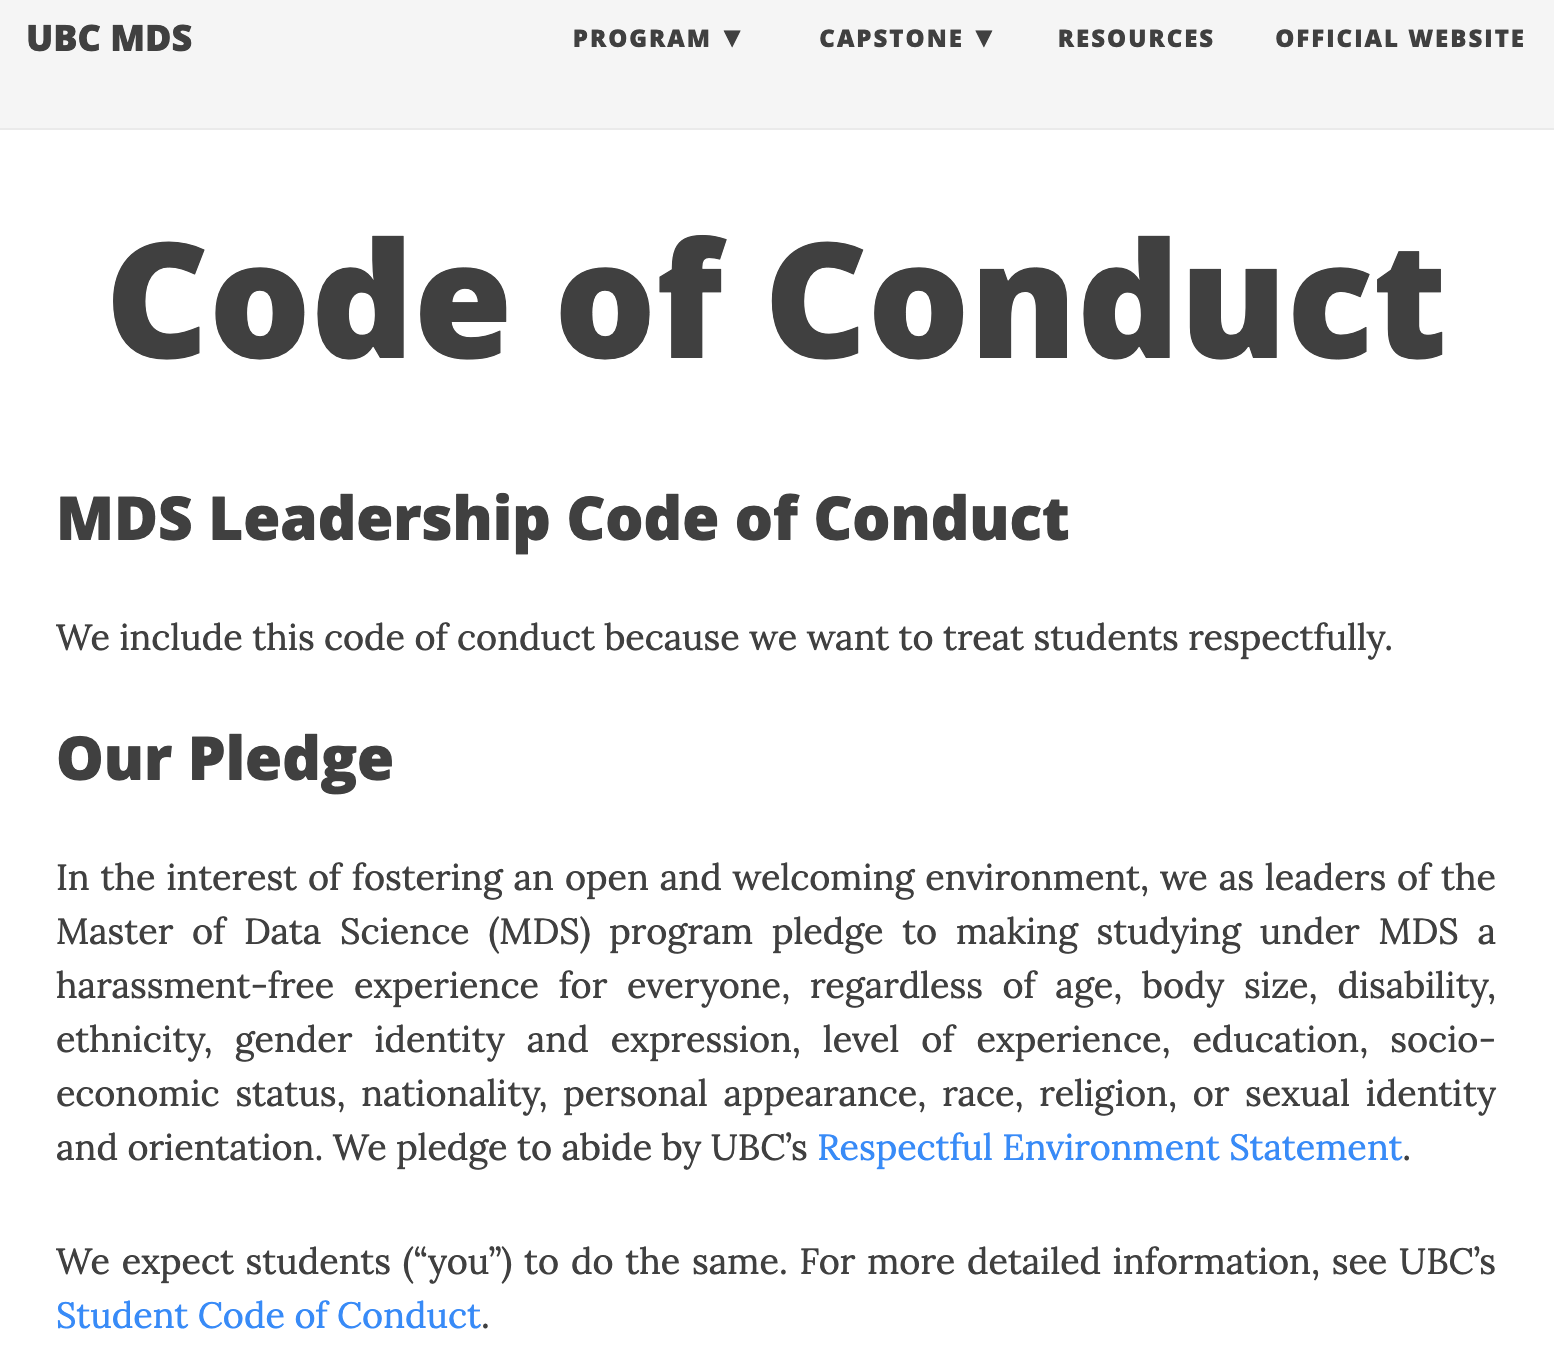 UBC MDS
PROGRAM ▼
CAPSTONE ▼
RESOURCES
OFFICIAL WEBSITE
Code of Conduct
MDS Leadership Code of Conduct
We include this code of conduct because we want to treat students respectfully.
Our Pledge
In the interest of fostering an open and welcoming environment, we as leaders of the
Master of Data Science (MDS) program pledge to making studying under MDS a
harassment-free experience for everyone, regardless of age, body size, disability,
ethnicity, gender identity and expression, level of experience, education, socio-
economic status, nationality, personal appearance, race, religion, or sexual identity
and orientation. We pledge to abide by UBC’s Respectful Environment Statement.
We expect students (“you”) to do the same. For more detailed information, see UBC’s
Student Code of Conduct.